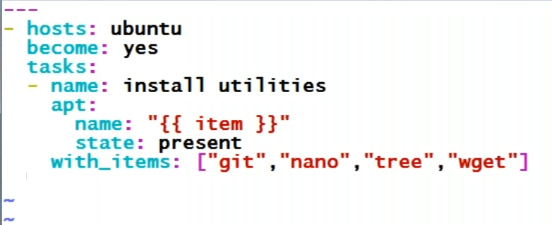 ---
- hosts: ubuntu
  become: yes
  tasks:
  - name: install utilities
    apt:
      name: "{{ item }}"
      state: present
    with_items: ["git","nano","tree","wget"]
~
~